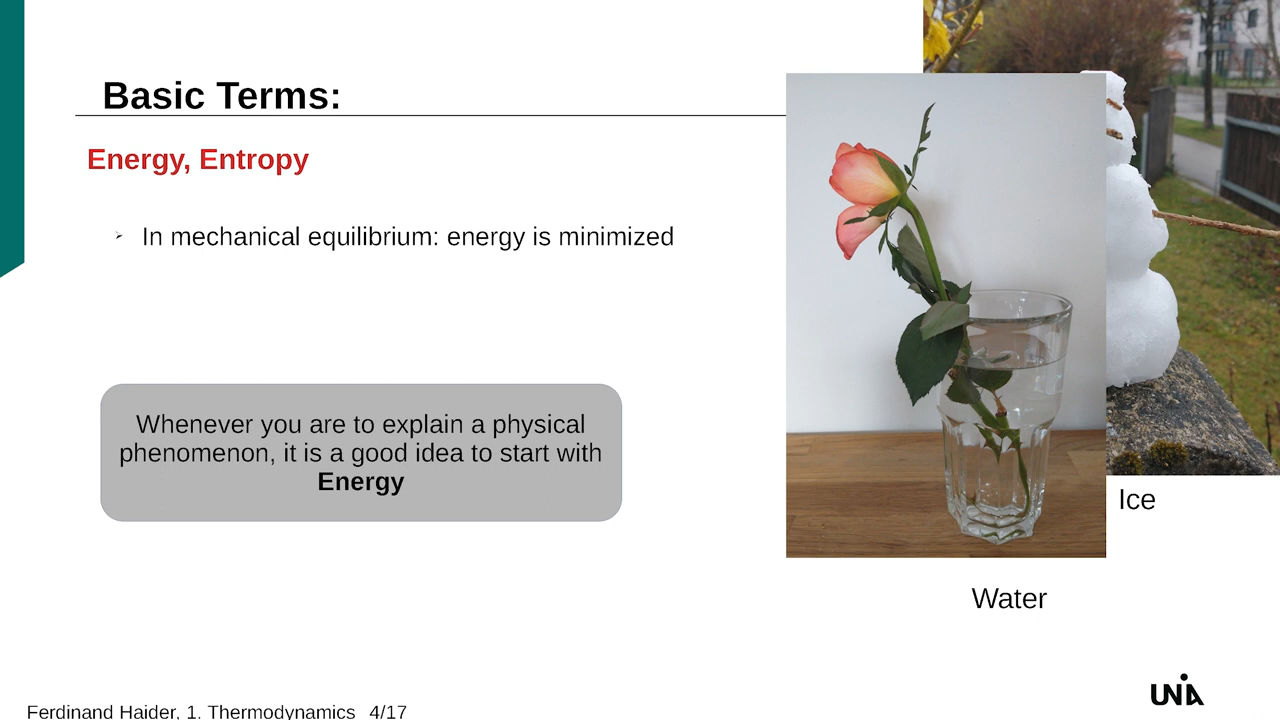 Basic Terms:
Energy, Entropy
In mechanical equilibrium: energy is minimized
Whenever you are to explain a physical
phenomenon, it is a good idea to start with
Energy
Ice
Water
UNIA
Ferdinand Haider, 1. Thermodynamics 4/17